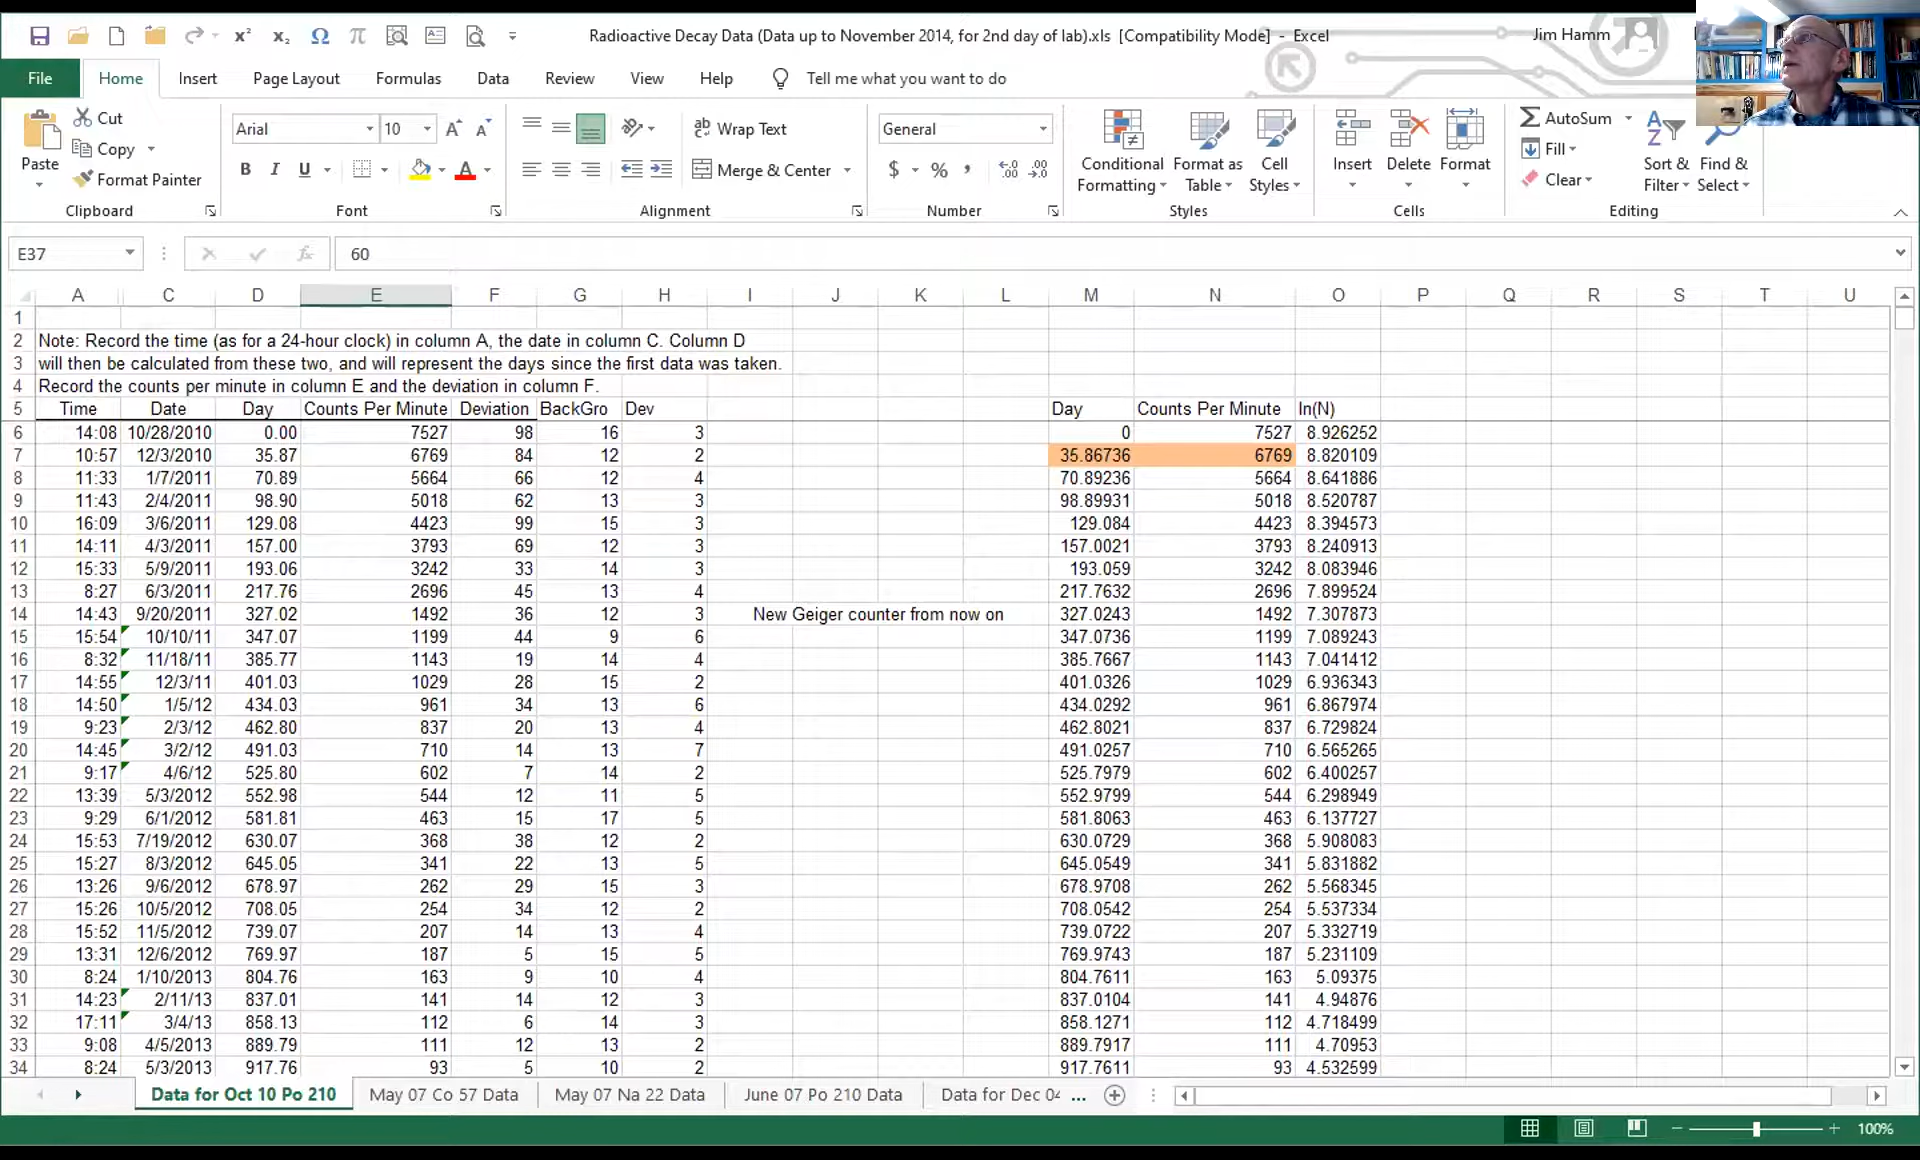 Radioactive Decay Data (Data up to November 2014, for 2nd day of lab).xls [Compatibility Mode] - Excel
Jim Hamm
File Home Insert Page Layout Formulas Data Review View Help Tell me what you want to do
Paste
Cut
Copy
Format Painter
Clipboard
Arial 10
B I U
Font
Wrap Text
Merge & Center
Alignment
General
$ % ,
Number
Conditional Formatting
Format as Table
Cell Styles
Styles
Insert Delete Format
Cells
AutoSum
Fill
Clear
Sort & Filter
Find & Select
Editing
E37 fx 60
A C D E F G H I J K L M N O P Q R S T U
1
2 Note: Record the time (as for a 24-hour clock) in column A, the date in column C. Column D
3 will then be calculated from these two, and will represent the days since the first data was taken.
4 Record the counts per minute in column E and the deviation in column F.
5 Time Date Day Counts Per Minute Deviation BackGro Dev Day Counts Per Minute ln(N)
6 14:08 10/28/2010 0.00 7527 98 16 3 0 7527 8.926252
7 10:57 12/3/2010 35.87 6769 84 12 2 35.86736 6769 8.820109
8 11:33 1/7/2011 70.89 5664 66 12 4 70.89236 5664 8.641886
9 11:43 2/4/2011 98.90 5018 62 13 3 98.89931 5018 8.520787
10 16:09 3/6/2011 129.08 4423 99 15 3 129.084 4423 8.394573
11 14:11 4/3/2011 157.00 3793 69 12 3 157.0021 3793 8.240913
12 15:33 5/9/2011 193.06 3242 33 14 3 193.059 3242 8.083946
13 8:27 6/3/2011 217.76 2696 45 13 4 217.7632 2696 7.899524
14 14:43 9/20/2011 327.02 1492 36 12 3 New Geiger counter from now on 327.0243 1492 7.307873
15 15:54 10/10/11 347.07 1199 44 9 6 347.0736 1199 7.089243
16 8:32 11/18/11 385.77 1143 19 14 4 385.7667 1143 7.041412
17 14:55 12/3/11 401.03 1029 28 15 2 401.0326 1029 6.936343
18 14:50 1/5/12 434.03 961 34 13 6 434.0292 961 6.867974
19 9:23 2/3/12 462.80 837 20 13 4 462.8021 837 6.729824
20 14:45 3/2/12 491.03 710 14 13 7 491.0257 710 6.565265
21 9:17 4/6/12 525.80 602 7 14 2 525.7979 602 6.400257
22 13:39 5/3/2012 552.98 544 12 11 5 552.9799 544 6.298949
23 9:29 6/1/2012 581.81 463 15 17 5 581.8063 463 6.137727
24 15:53 7/19/2012 630.07 368 38 12 2 630.0729 368 5.908083
25 15:27 8/3/2012 645.05 341 22 13 5 645.0549 341 5.831882
26 13:26 9/6/2012 678.97 262 29 15 3 678.9708 262 5.568345
27 15:26 10/5/2012 708.05 254 34 12 2 708.0542 254 5.537334
28 15:52 11/5/2012 739.07 207 14 13 4 739.0722 207 5.332719
29 13:31 12/6/2012 769.97 187 5 15 5 769.9743 187 5.231109
30 8:24 1/10/2013 804.76 163 9 10 4 804.7611 163 5.09375
31 14:23 2/11/13 837.01 141 14 12 3 837.0104 141 4.94876
32 17:11 3/4/13 858.13 112 6 14 3 858.1271 112 4.718499
33 9:08 4/5/2013 889.79 111 12 13 2 889.7917 111 4.70953
34 8:24 5/3/2013 917.76 93 5 10 2 917.7611 93 4.532599
Data for Oct 10 Po 210 May 07 Co 57 Data May 07 Na 22 Data June 07 Po 210 Data Data for Dec 04 ...
100%